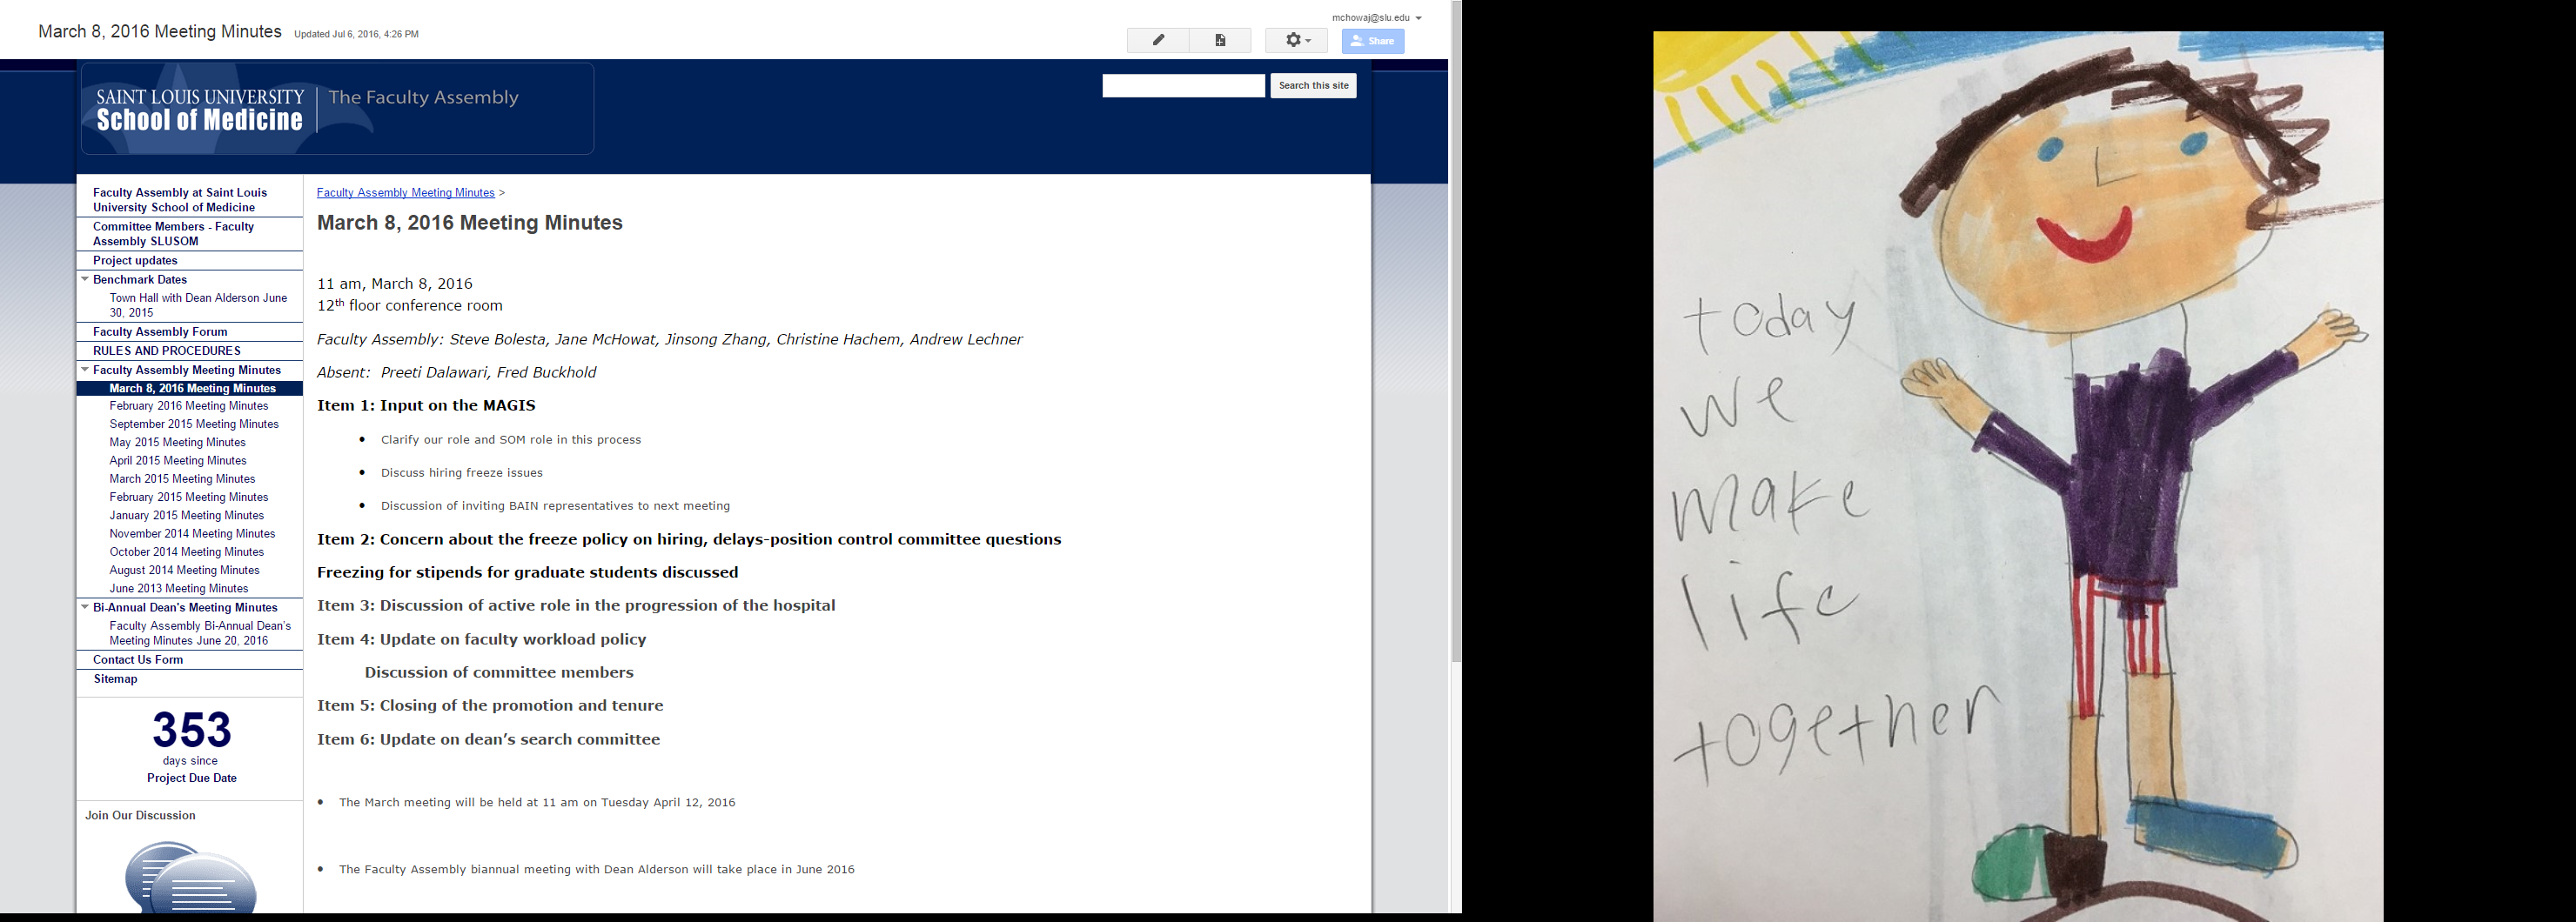 March 8, 2016 Meeting Minutes Updated Jul 6, 2016, 4:26 PM
mchowaj@slu.edu
Share
SAINT LOUIS UNIVERSITY
School of Medicine
The Faculty Assembly
Search this site
Faculty Assembly at Saint Louis
University School of Medicine
Committee Members - Faculty
Assembly SLUSOM
Project updates
Benchmark Dates
Town Hall with Dean Alderson June
30, 2015
Faculty Assembly Forum
RULES AND PROCEDURES
Faculty Assembly Meeting Minutes
March 8, 2016 Meeting Minutes
February 2016 Meeting Minutes
September 2015 Meeting Minutes
May 2015 Meeting Minutes
April 2015 Meeting Minutes
March 2015 Meeting Minutes
February 2015 Meeting Minutes
January 2015 Meeting Minutes
November 2014 Meeting Minutes
October 2014 Meeting Minutes
August 2014 Meeting Minutes
June 2013 Meeting Minutes
Bi-Annual Dean's Meeting Minutes
Faculty Assembly Bi-Annual Dean's
Meeting Minutes June 20, 2016
Contact Us Form
Sitemap
353
days since
Project Due Date
Join Our Discussion
Faculty Assembly Meeting Minutes >
March 8, 2016 Meeting Minutes
11 am, March 8, 2016
12th floor conference room
Faculty Assembly: Steve Bolesta, Jane McHowat, Jinsong Zhang, Christine Hachem, Andrew Lechner
Absent: Preeti Dalawari, Fred Buckhold
Item 1: Input on the MAGIS
• Clarify our role and SOM role in this process
• Discuss hiring freeze issues
• Discussion of inviting BAIN representatives to next meeting
Item 2: Concern about the freeze policy on hiring, delays-position control committee questions
Freezing for stipends for graduate students discussed
Item 3: Discussion of active role in the progression of the hospital
Item 4: Update on faculty workload policy
Discussion of committee members
Item 5: Closing of the promotion and tenure
Item 6: Update on dean's search committee
• The March meeting will be held at 11 am on Tuesday April 12, 2016
• The Faculty Assembly biannual meeting with Dean Alderson will take place in June 2016
today
we
make
life
together